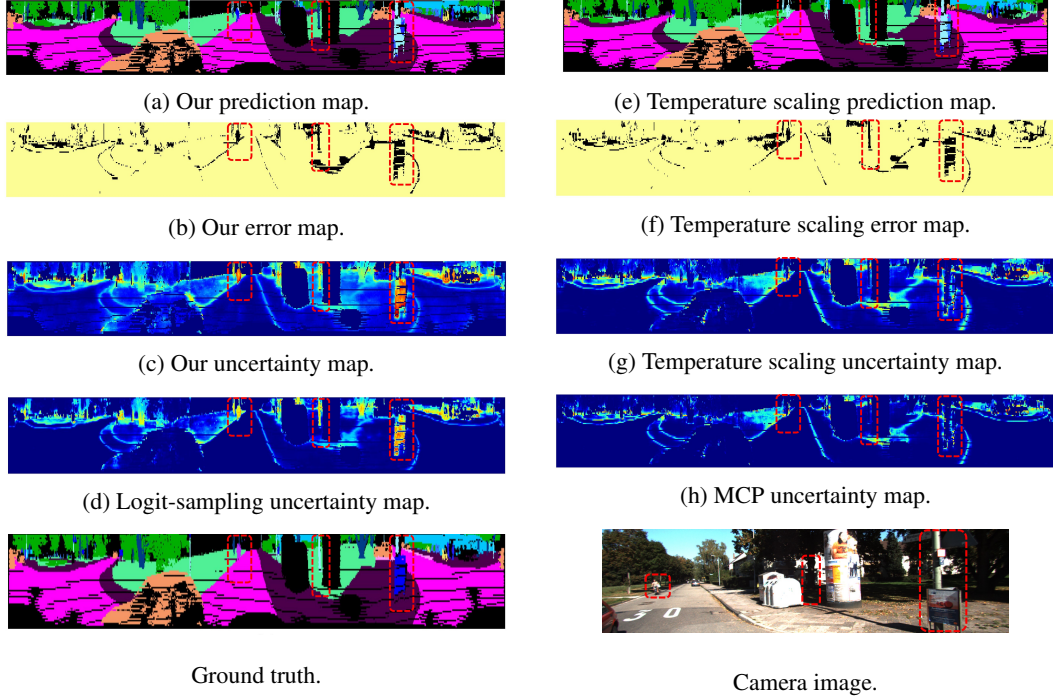 (a) Our prediction map.
(e) Temperature scaling prediction map.
(b) Our error map.
(f) Temperature scaling error map.
(c) Our uncertainty map.
(g) Temperature scaling uncertainty map.
(d) Logit-sampling uncertainty map.
(h) MCP uncertainty map.
30
Ground truth.
Camera image.